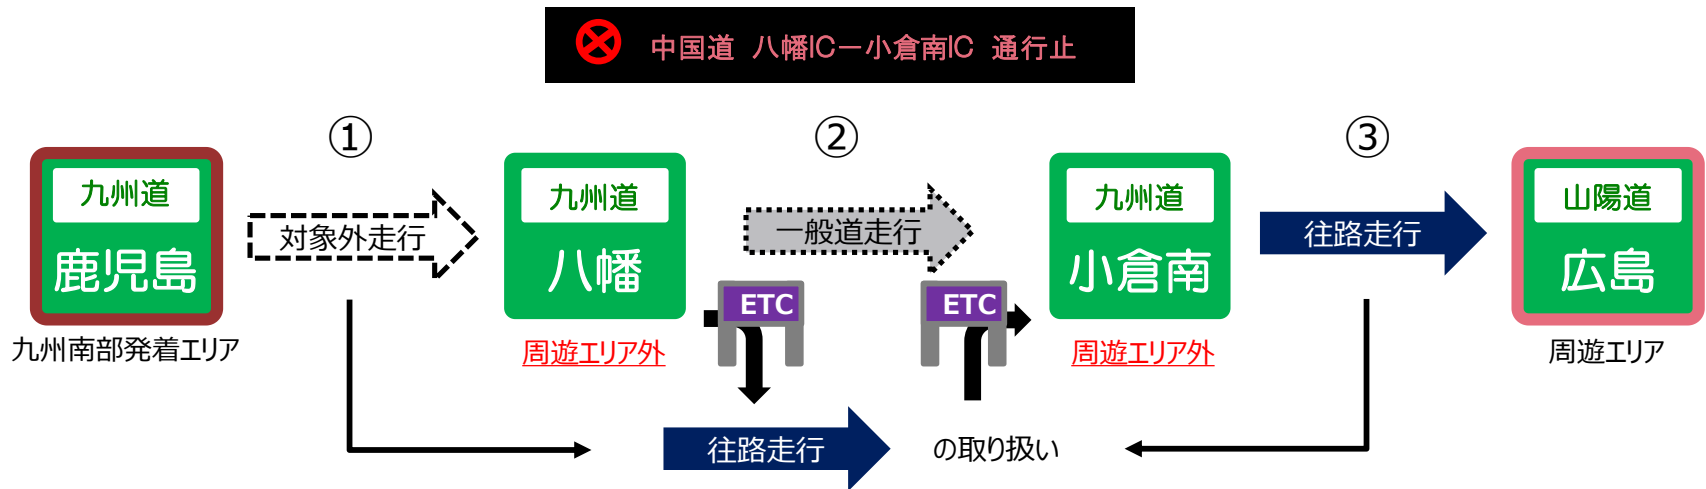 中国道 八幡IC－小倉南IC 通行止
①
②
③
九州道
鹿児島
九州南部発着エリア
対象外走行
九州道
八幡
周遊エリア外
一般道走行
ETC
ETC
九州道
小倉南
周遊エリア外
往路走行
山陽道
広島
周遊エリア
往路走行 の取り扱い